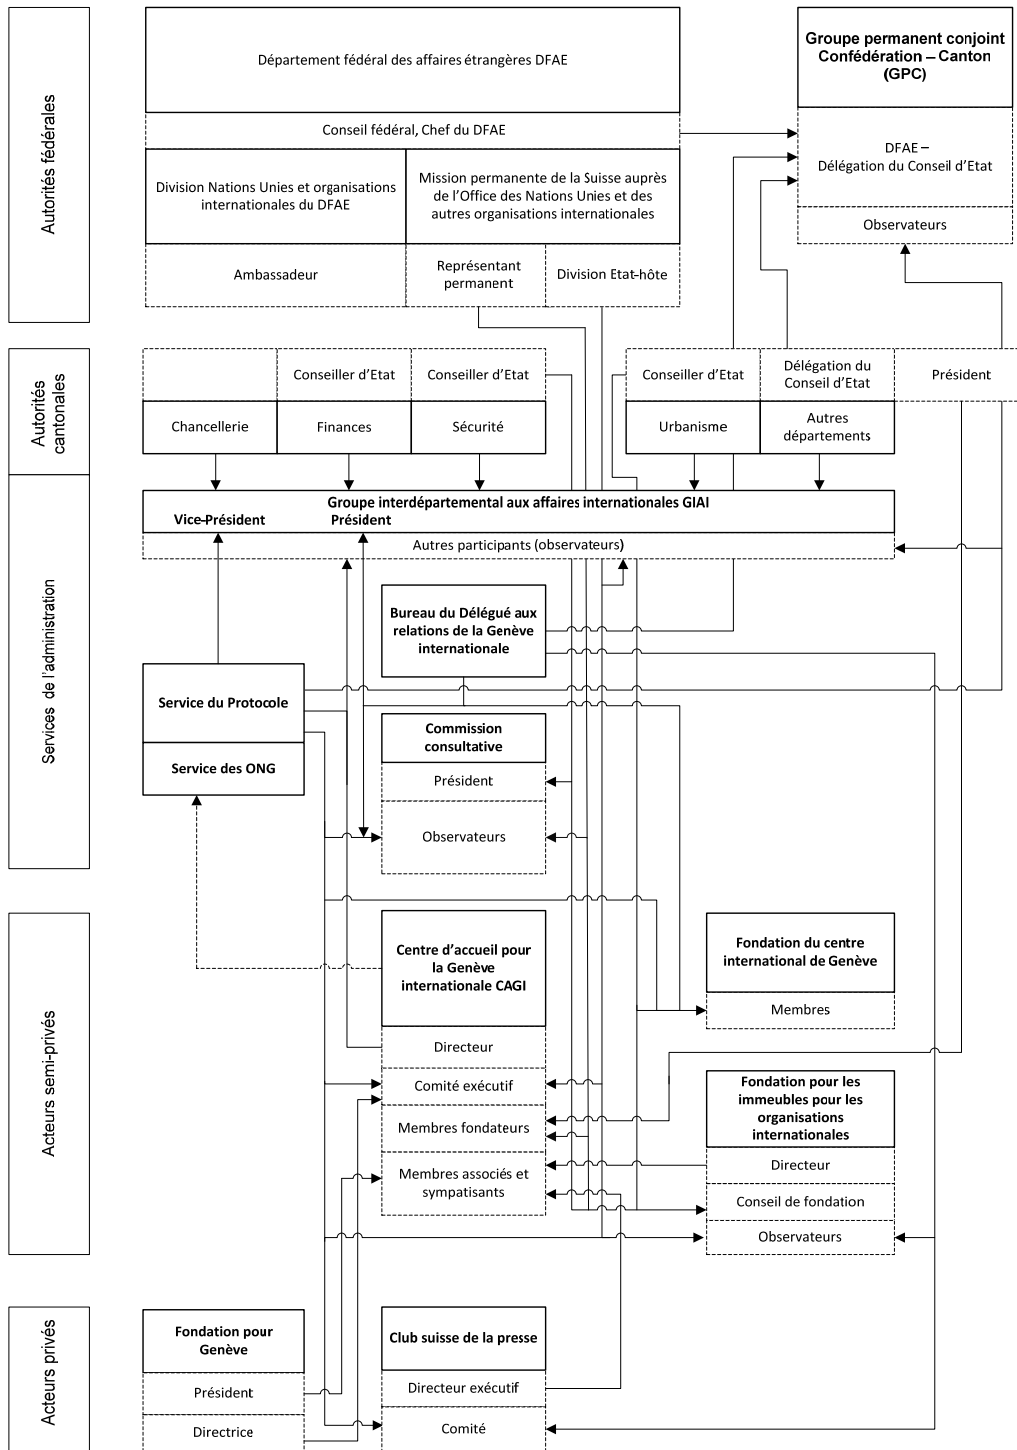 Autorités fédérales
Département fédéral des affaires étrangères DFAE
Conseil fédéral, Chef du DFAE
Division Nations Unies et organisations
internationales du DFAE
Mission permanente de la Suisse auprès
de l’Office des Nations Unies et des
autres organisations internationales
Ambassadeur
Représentant
permanent
Division Etat-hôte
Groupe permanent conjoint
Confédération – Canton
(GPC)
DFAE –
Délégation du Conseil d’Etat
Observateurs
Autorités
cantonales
Conseiller d’Etat
Conseiller d’Etat
Conseiller d’Etat
Délégation du
Conseil d’Etat
Président
Chancellerie
Finances
Sécurité
Urbanisme
Autres
départements
Services de l’administration
Groupe interdépartemental aux affaires internationales GIAI
Vice-Président
Président
Autres participants (observateurs)
Bureau du Délégué aux
relations de la Genève
internationale
Service du Protocole
Service des ONG
Commission
consultative
Président
Observateurs
Acteurs semi-privés
Centre d’accueil pour
la Genève
internationale CAGI
Directeur
Comité exécutif
Membres fondateurs
Membres associés et
sympatisants
Fondation du centre
international de Genève
Membres
Fondation pour les
immeubles pour les
organisations
internationales
Directeur
Conseil de fondation
Observateurs
Acteurs privés
Fondation pour
Genève
Président
Directrice
Club suisse de la presse
Directeur exécutif
Comité